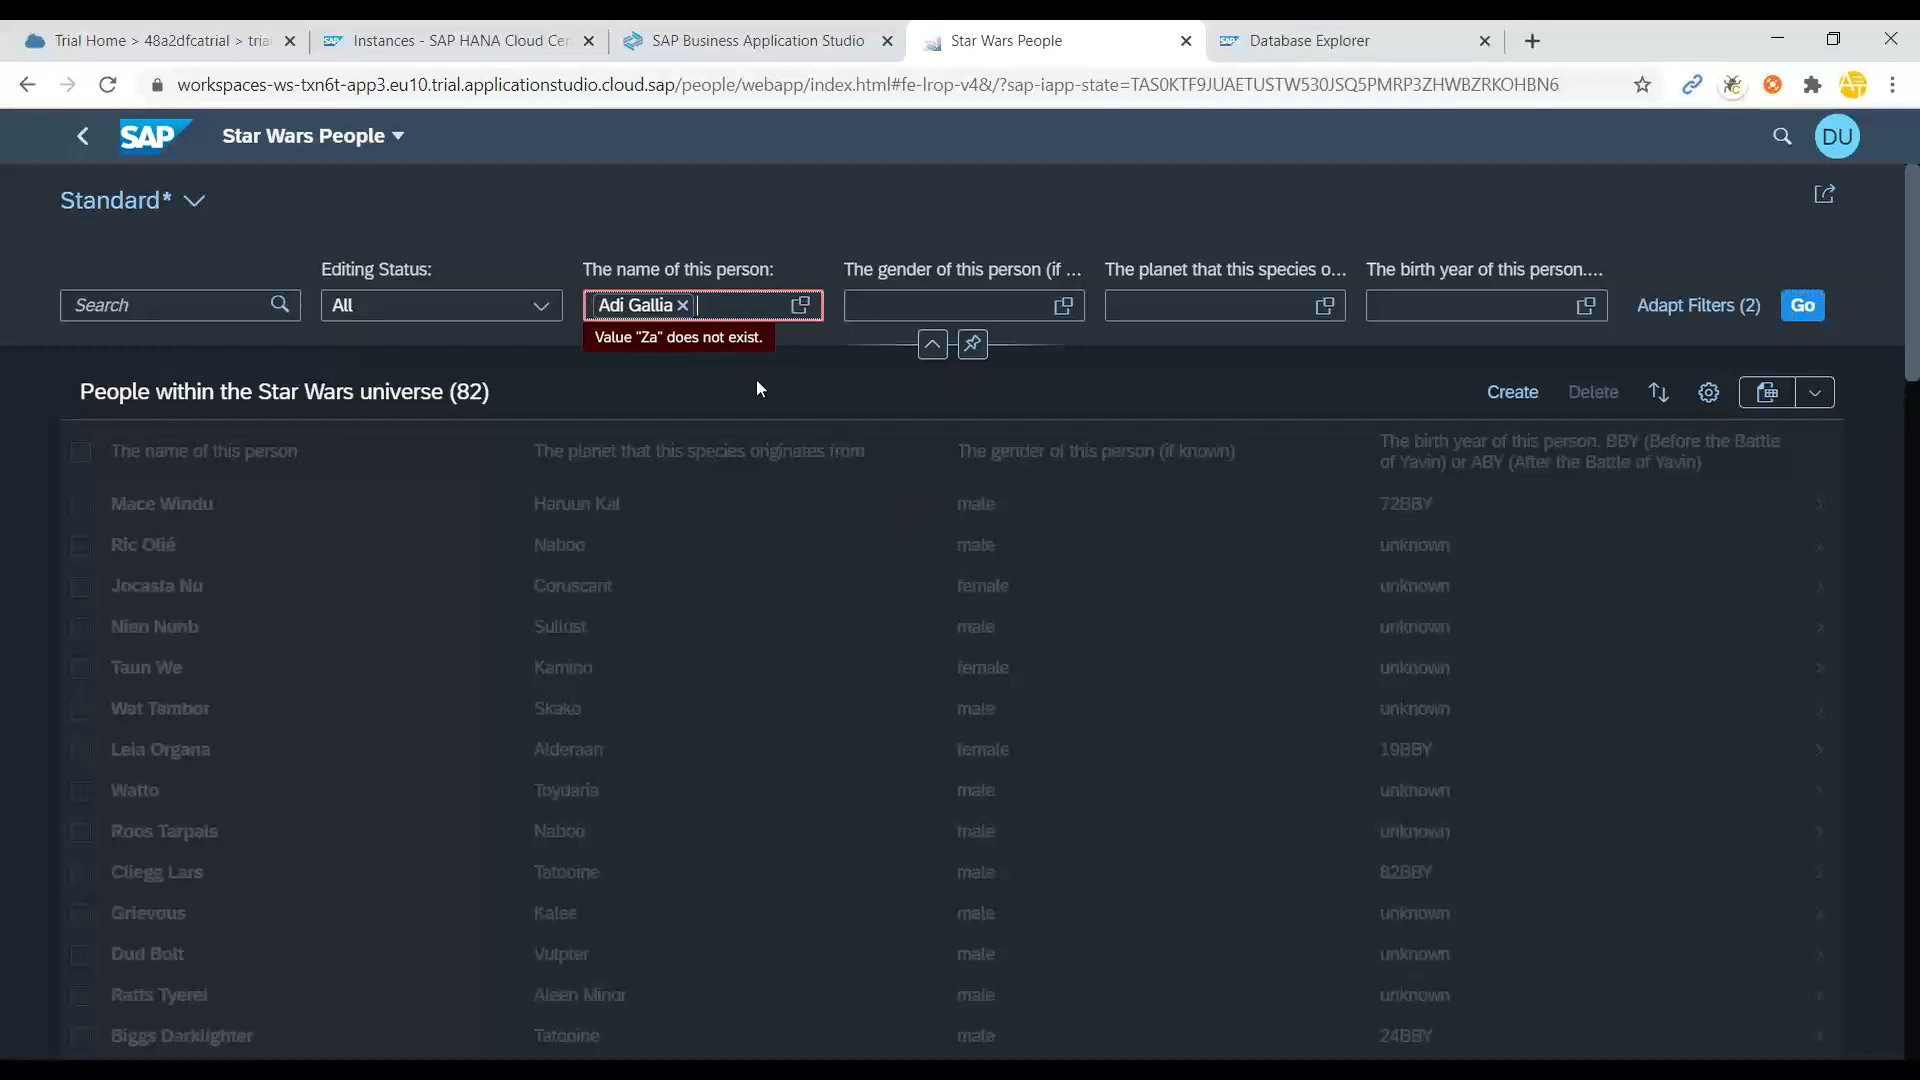 Trial Home > 48a2dfcatrial > tria
Instances - SAP HANA Cloud Cen
SAP Business Application Studio
Star Wars People
Database Explorer
workspaces-ws-txn6t-app3.eu10.trial.applicationstudio.cloud.sap/people/webapp/index.html#fe-lrop-v4&/?sap-iapp-state=TAS0KTF9JUAETUSTW530JSQ5PMRP3ZHWBZRKOHBN6
SAP
Star Wars People
DU
Standard*
Editing Status:
The name of this person:
The gender of this person (if ...
The planet that this species o...
The birth year of this person....
Search
All
Adi Gallia
Adapt Filters (2)
Go
Value "Za" does not exist.
People within the Star Wars universe (82)
Create
Delete
The name of this person
The planet that this species originates from
The gender of this person (if known)
The birth year of this person. BBY (Before the Battle
of Yavin) or ABY (After the Battle of Yavin)
Mace Windu
Haruun Kal
male
72BBY
Ric Olié
Naboo
male
unknown
Jocasta Nu
Coruscant
female
unknown
Nien Nunb
Sullust
male
unknown
Taun We
Kamino
female
unknown
Wat Tambor
Skako
male
unknown
Leia Organa
Alderaan
female
19BBY
Watto
Toydaria
male
unknown
Roos Tarpals
Naboo
male
unknown
Cliegg Lars
Tatooine
male
82BBY
Grievous
Kalee
male
unknown
Dud Bolt
Vulpter
male
unknown
Ratts Tyerel
Aleen Minor
male
unknown
Biggs Darklighter
Tatooine
male
24BBY